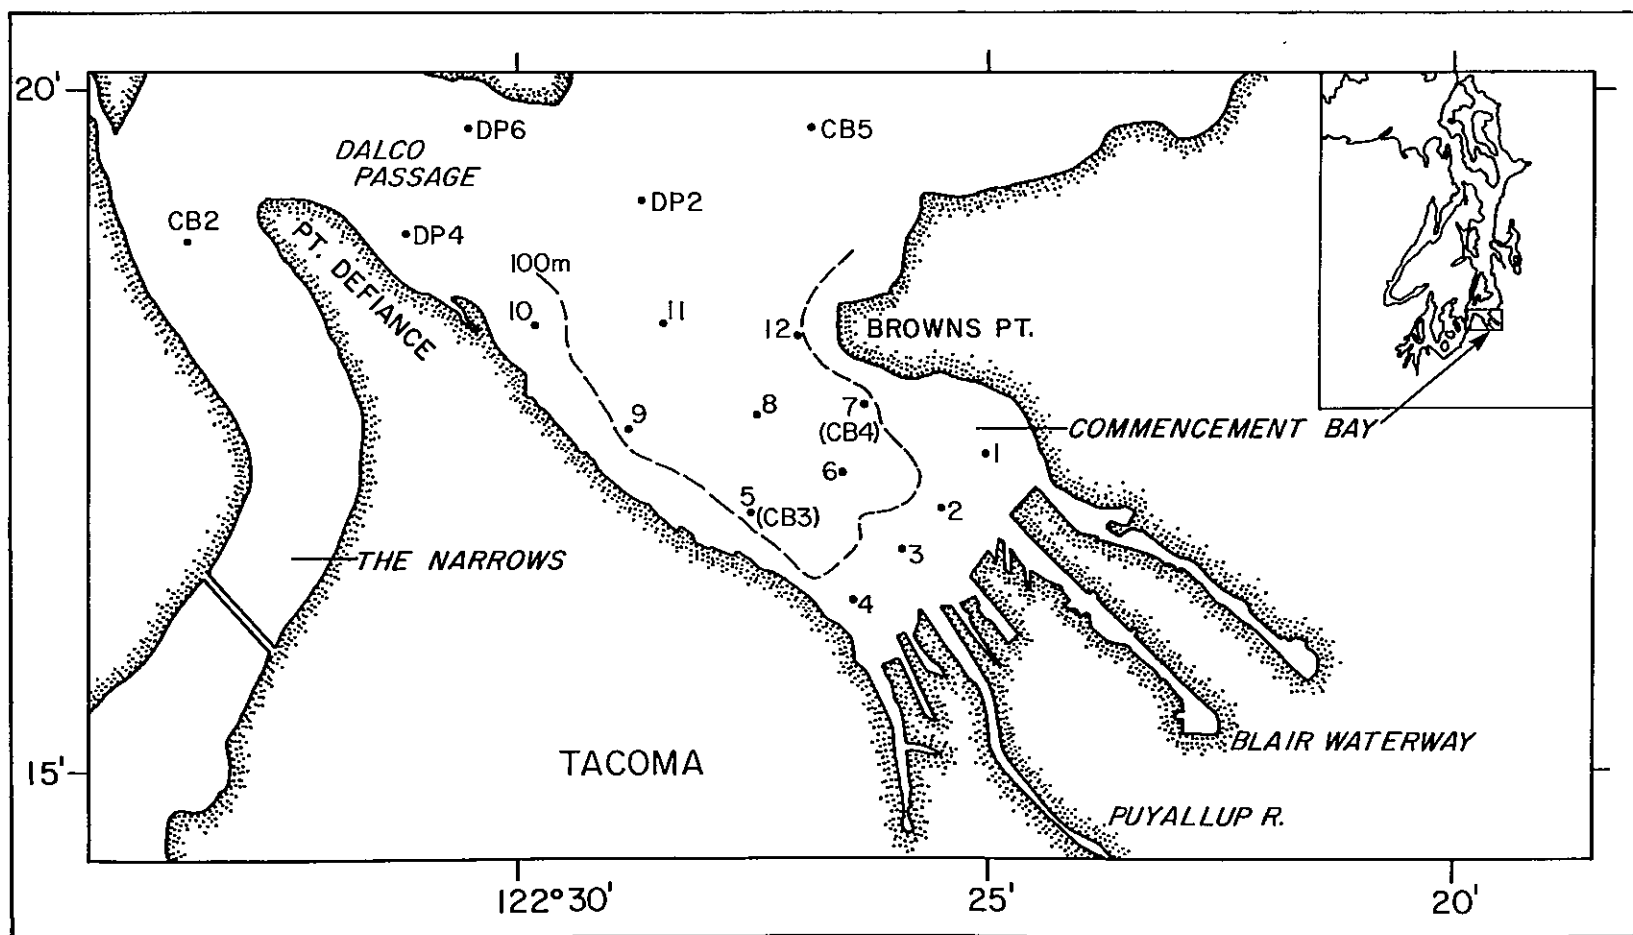 20'
DP6
CB5
DALCO
PASSAGE
DP2
CB2
DP4
PT. DEFIANCE
100m
10
11
12
BROWNS PT.
9
8
7
(CB4)
COMMENCEMENT BAY
1
6
5
(CB3)
2
3
THE NARROWS
4
BLAIR WATERWAY
TACOMA
15'
PUYALLUP R.
122°30'
25'
20'